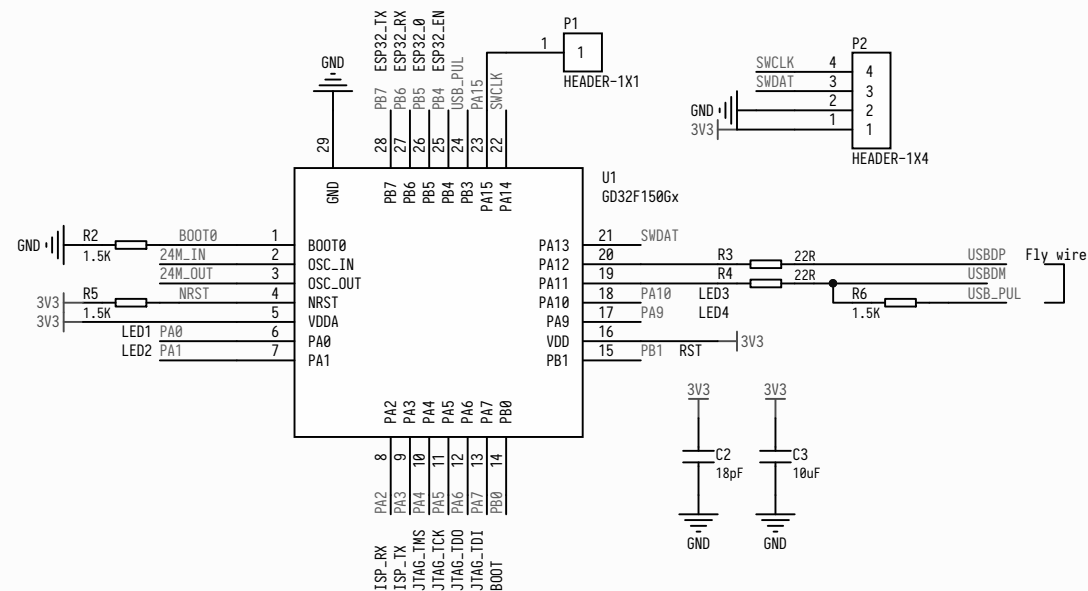 ESP32_TX
ESP32_RX
ESP32_0
ESP32_EN
PB7
PB6
PB5
PB4
USB_PUL
PA15
SWCLK
28
27
26
25
24
23
22
GND
29
GND
PB7
PB6
PB5
PB4
PB3
PA15
PA14
P1
1
1
HEADER-1X1
P2
SWCLK
4
4
SWDAT
3
3
GND
2
2
3V3
1
1
HEADER-1X4
U1
GD32F150Gx
GND
R2
1.5K
BOOT0
1
BOOT0
24M_IN
2
OSC_IN
24M_OUT
3
OSC_OUT
3V3
R5
1.5K
NRST
4
NRST
3V3
5
VDDA
LED1
PA0
6
PA0
LED2
PA1
7
PA1
PA13
21
SWDAT
PA12
20
R3
22R
USBDP
PA11
19
R4
22R
USBDM
PA10
18
PA10
LED3
PA9
17
PA9
LED4
R6
1.5K
USB_PUL
Fly wire
VDD
16
3V3
PB1
15
PB1
RST
PA2
PA3
PA4
PA5
PA6
PA7
PB0
8
9
10
11
12
13
14
PA2
PA3
PA4
PA5
PA6
PA7
PB0
ISP_RX
ISP_TX
JTAG_TMS
JTAG_TCK
JTAG_TDO
JTAG_TDI
BOOT
3V3
C2
18pF
GND
3V3
C3
10uF
GND